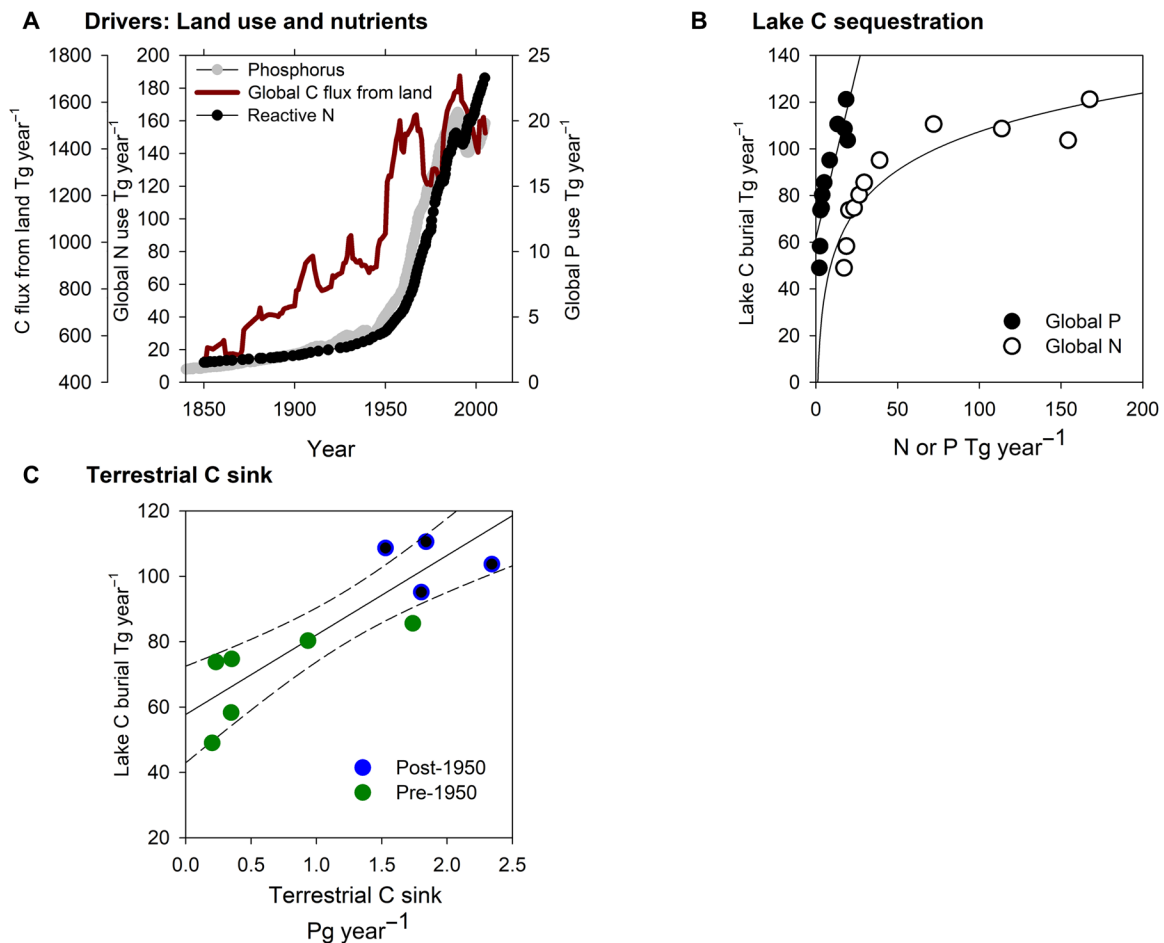 A Drivers: Land use and nutrients
C flux from land Tg year⁻¹
1800
1600
1400
1200
1000
800
600
400
Global N use Tg year⁻¹
200
180
160
140
120
100
80
60
40
20
0
Phosphorus
Global C flux from land
Reactive N
25
20
15
10
5
0
Global P use Tg year⁻¹
1850 1900 1950 2000
Year
B Lake C sequestration
Lake C burial Tg year⁻¹
140
120
100
80
60
40
20
0
Global P
Global N
0 50 100 150 200
N or P Tg year⁻¹
C Terrestrial C sink
Lake C burial Tg year⁻¹
120
100
80
60
40
20
Post-1950
Pre-1950
0.0 0.5 1.0 1.5 2.0 2.5
Terrestrial C sink
Pg year⁻¹